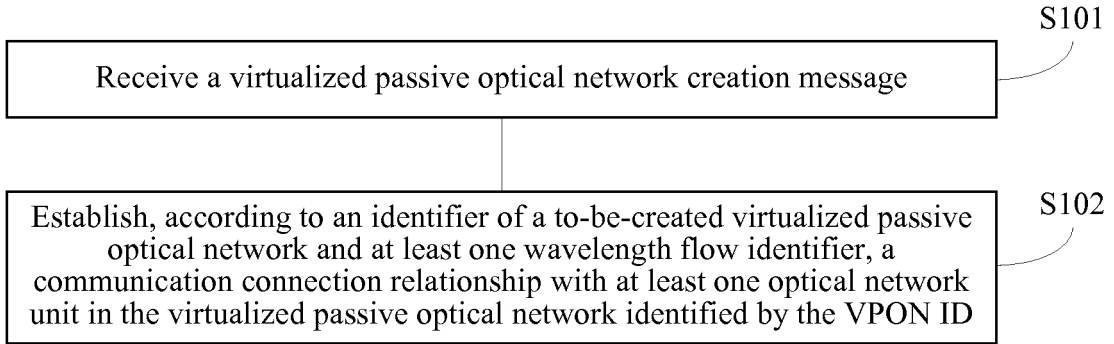 S101
Receive a virtualized passive optical network creation message
S102
Establish, according to an identifier of a to-be-created virtualized passive
optical network and at least one wavelength flow identifier, a
communication connection relationship with at least one optical network
unit in the virtualized passive optical network identified by the VPON ID